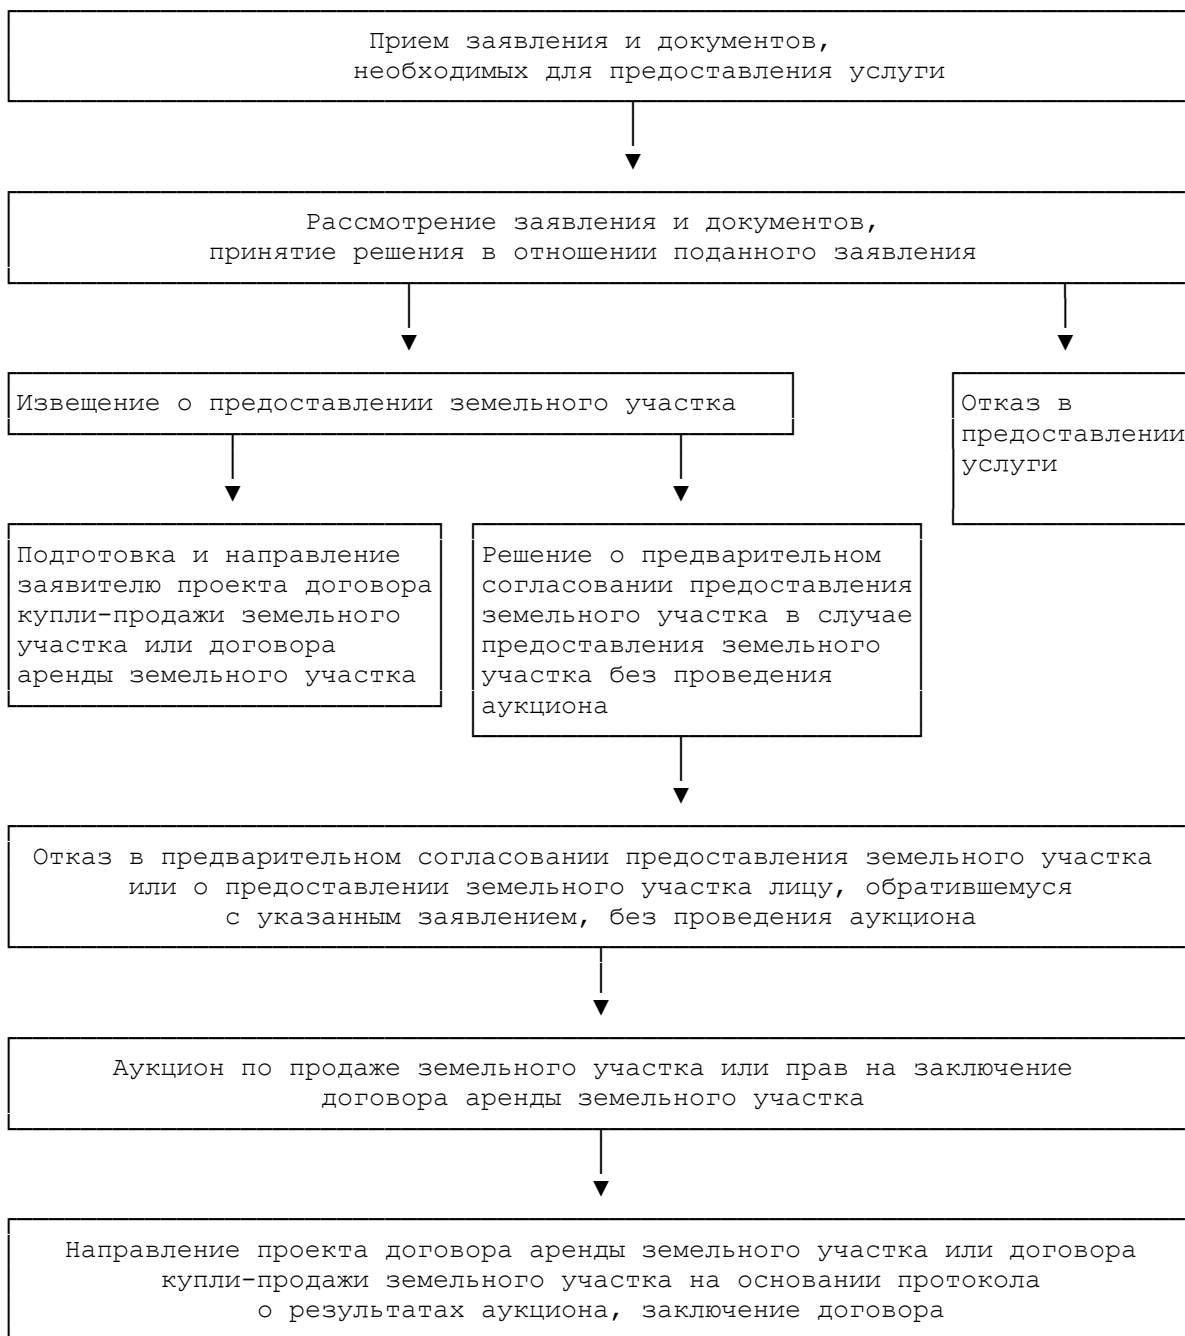 Прием заявления и документов,
необходимых для предоставления услуги
Рассмотрение заявления и документов,
принятие решения в отношении поданного заявления
Извещение о предоставлении земельного участка
Отказ в
предоставлении
услуги
Подготовка и направление
заявителю проекта договора
купли-продажи земельного
участка или договора
аренды земельного участка
Решение о предварительном
согласовании предоставления
земельного участка в случае
предоставления земельного
участка без проведения
аукциона
Отказ в предварительном согласовании предоставления земельного участка
или о предоставлении земельного участка лицу, обратившемуся
с указанным заявлением, без проведения аукциона
Аукцион по продаже земельного участка или прав на заключение
договора аренды земельного участка
Направление проекта договора аренды земельного участка или договора
купли-продажи земельного участка на основании протокола
о результатах аукциона, заключение договора